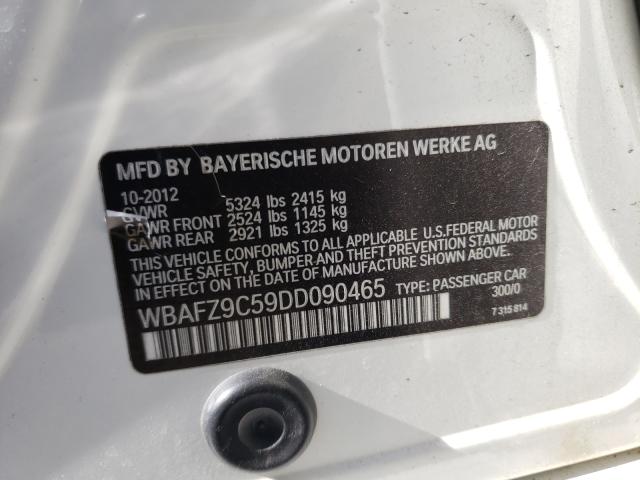 MFD BY BAYERISCHE MOTOREN WERKE AG
10-2012
GVWR 5324 lbs 2415 kg
GAWR FRONT 2524 lbs 1145 kg
GAWR REAR 2921 lbs 1325 kg
THIS VEHICLE CONFORMS TO ALL APPLICABLE U.S.FEDERAL MOTOR
VEHICLE SAFETY, BUMPER, AND THEFT PREVENTION STANDARDS
IN EFFECT ON THE DATE OF MANUFACTURE SHOWN ABOVE.
WBAFZ9C59DD090465 TYPE: PASSENGER CAR
300/0
7 315 814